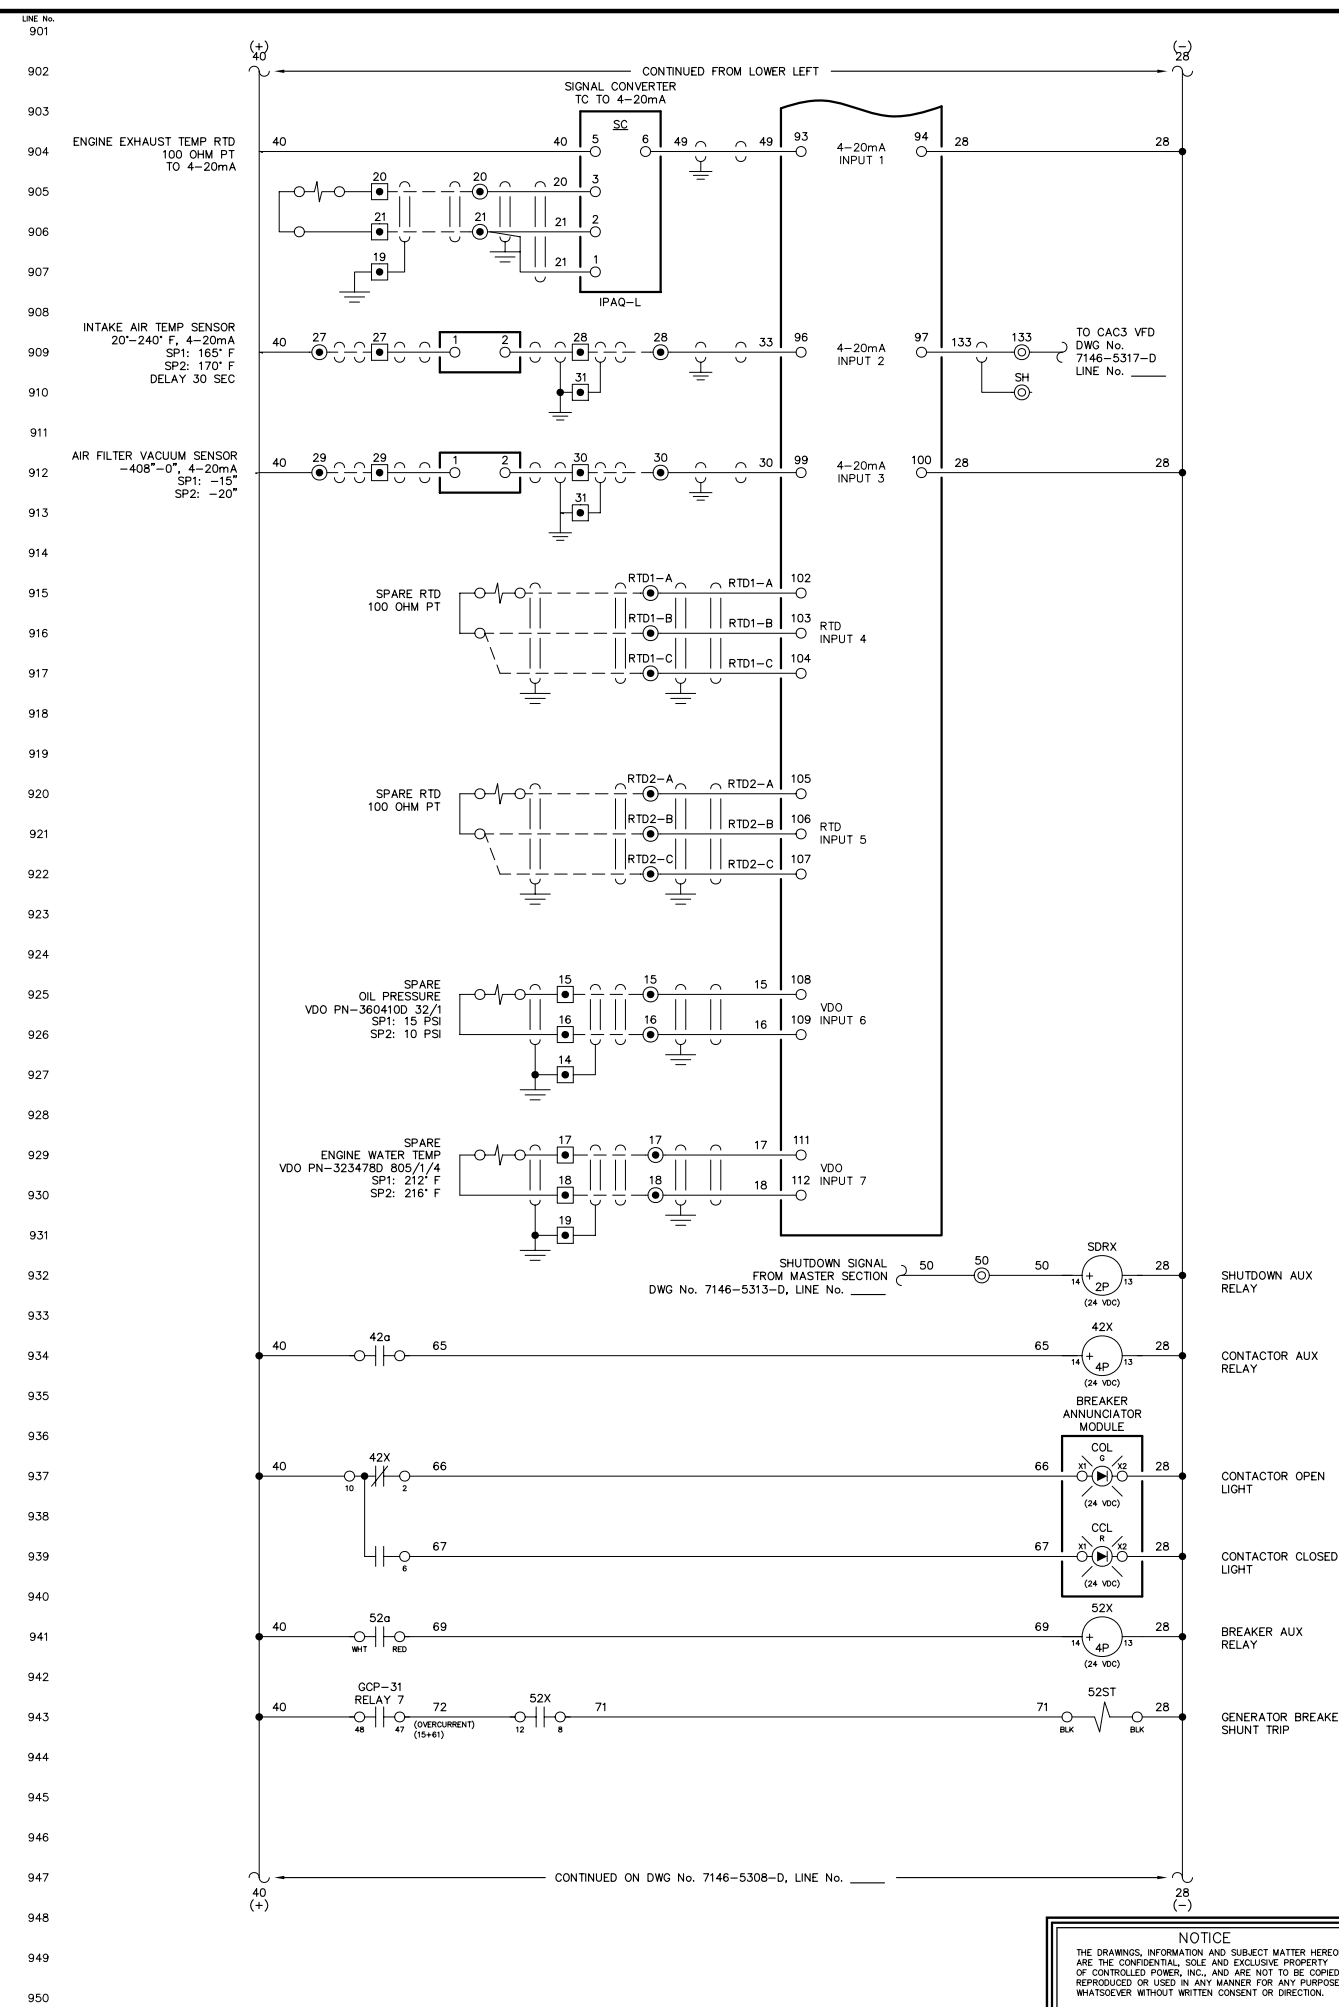 LINE No.
901
(+)
40
(-)
28
902
CONTINUED FROM LOWER LEFT
SIGNAL CONVERTER
TC TO 4-20mA
903
SC
904
ENGINE EXHAUST TEMP RTD
100 OHM PT
TO 4-20mA
40 40 5 6 49 49 93 4-20mA INPUT 1 94 28 28
905
20 20 20 3
906
21 21 21 2
907
19 21 1
IPAQ-L
908
909
INTAKE AIR TEMP SENSOR
20°-240° F, 4-20mA
SP1: 165° F
SP2: 170° F
DELAY 30 SEC
40 27 27 1 2 28 28 33 96 4-20mA INPUT 2 97 133 133
TO CAC3 VFD
DWG No.
7146-5317-D
LINE No. _____
910
31 SH
911
912
AIR FILTER VACUUM SENSOR
-408"-0", 4-20mA
SP1: -15"
SP2: -20"
40 29 29 1 2 30 30 30 99 4-20mA INPUT 3 100 28 28
913
31
914
915
SPARE RTD
100 OHM PT
RTD1-A RTD1-A 102
916
RTD1-B RTD1-B 103 RTD INPUT 4
917
RTD1-C RTD1-C 104
918
919
920
SPARE RTD
100 OHM PT
RTD2-A RTD2-A 105
921
RTD2-B RTD2-B 106 RTD INPUT 5
922
RTD2-C RTD2-C 107
923
924
925
SPARE
OIL PRESSURE
VDO PN-360410D 32/1
SP1: 15 PSI
SP2: 10 PSI
15 15 15 108
VDO
INPUT 6
926
16 16 16 109
927
14
928
929
SPARE
ENGINE WATER TEMP
VDO PN-323478D 805/1/4
SP1: 212° F
SP2: 216° F
17 17 17 111
VDO
INPUT 7
930
18 18 18 112
931
19
932
SHUTDOWN SIGNAL
FROM MASTER SECTION
DWG No. 7146-5313-D, LINE No. _____
50 50 50 SDRX 14 + 2P 13 28
(24 VDC)
SHUTDOWN AUX
RELAY
933
934
40 42a 65 65 42X 14 + 4P 13 28
(24 VDC)
CONTACTOR AUX
RELAY
935
BREAKER
ANNUNCIATOR
MODULE
936
937
40 10 42X 2 66 66 COL G X1 X2 28
(24 VDC)
CONTACTOR OPEN
LIGHT
938
939
6 67 67 CCL R X1 X2 28
(24 VDC)
CONTACTOR CLOSED
LIGHT
940
941
40 52a WHT RED 69 69 52X 14 + 4P 13 28
(24 VDC)
BREAKER AUX
RELAY
942
943
GCP-31
RELAY 7
40 48 47 72 (OVERCURRENT) (15+61) 52X 12 8 71 71 52ST BLK BLK 28
GENERATOR BREAKE
SHUNT TRIP
944
945
946
947
CONTINUED ON DWG No. 7146-5308-D, LINE No. _____
40
(+)
28
(-)
948
949
950
NOTICE
THE DRAWINGS, INFORMATION AND SUBJECT MATTER HEREO
ARE THE CONFIDENTIAL, SOLE AND EXCLUSIVE PROPERTY
OF CONTROLLED POWER, INC., AND ARE NOT TO BE COPIED
REPRODUCED OR USED IN ANY MANNER FOR ANY PURPOSE
WHATSOEVER WITHOUT WRITTEN CONSENT OR DIRECTION.